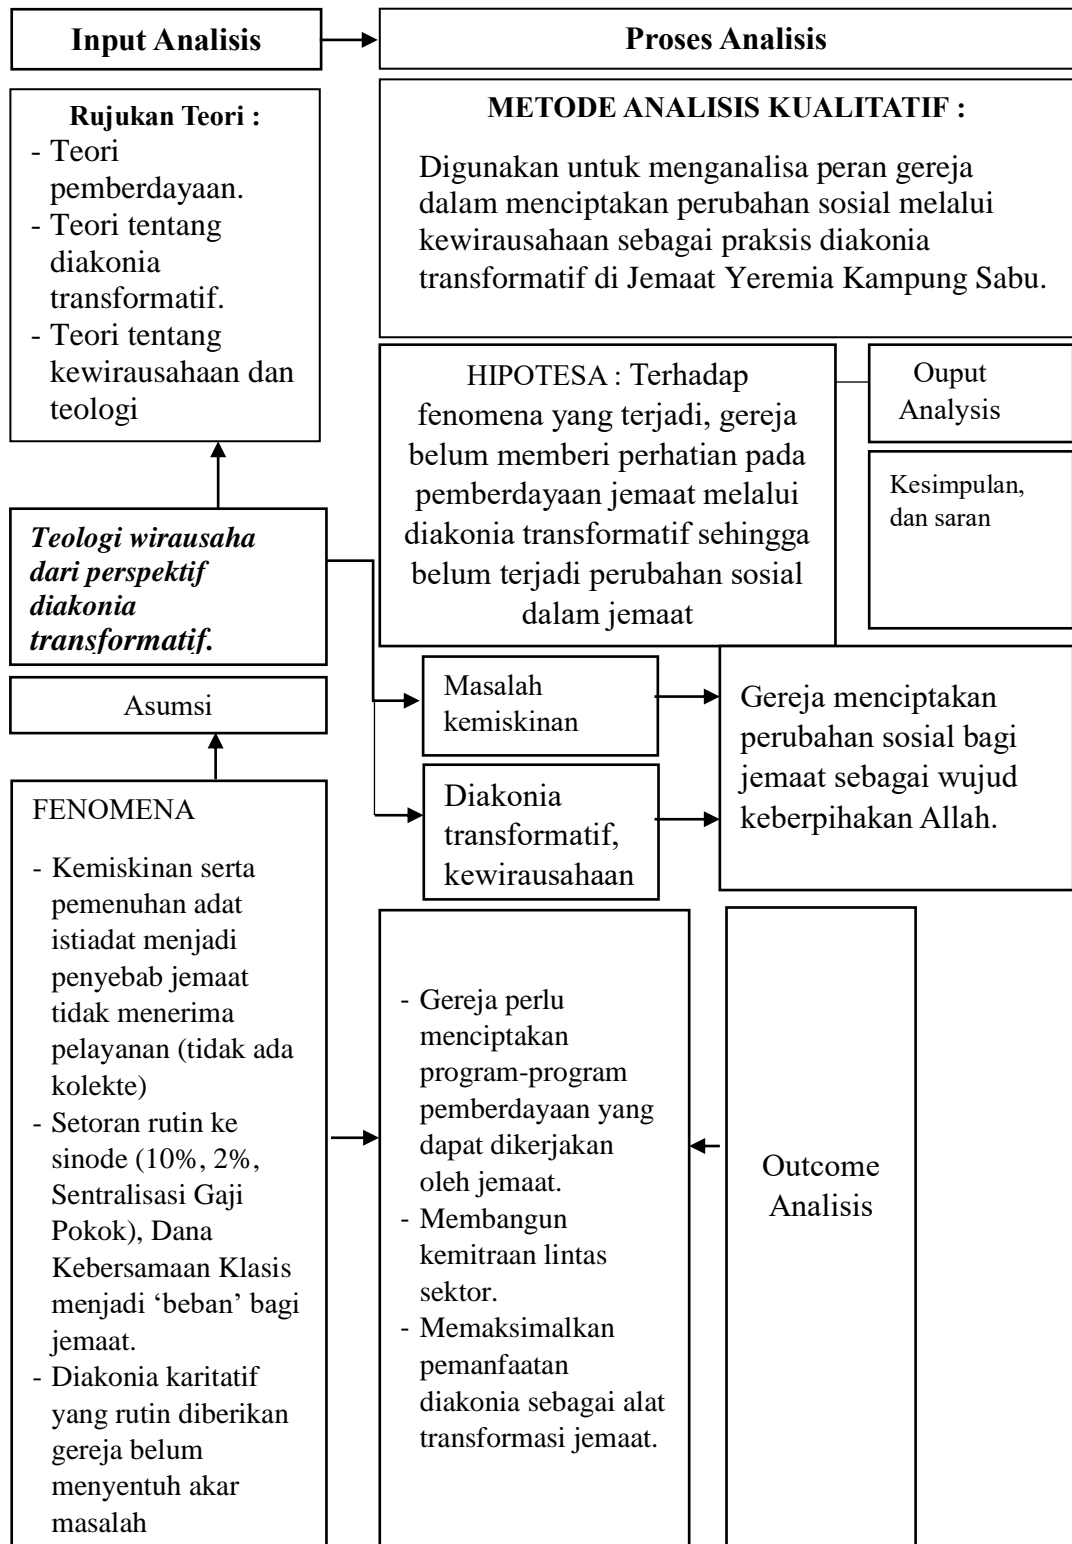 Input Analisis
Proses Analisis
Rujukan Teori :
- Teori
pemberdayaan.
- Teori tentang
diakonia
transformatif.
- Teori tentang
kewirausahaan dan
teologi
METODE ANALISIS KUALITATIF :
Digunakan untuk menganalisa peran gereja
dalam menciptakan perubahan sosial melalui
kewirausahaan sebagai praksis diakonia
transformatif di Jemaat Yeremia Kampung Sabu.
HIPOTESA : Terhadap
fenomena yang terjadi, gereja
belum memberi perhatian pada
pemberdayaan jemaat melalui
diakonia transformatif sehingga
belum terjadi perubahan sosial
dalam jemaat
Ouput
Analysis
Kesimpulan,
dan saran
Teologi wirausaha
dari perspektif
diakonia
transformatif.
Asumsi
Masalah
kemiskinan
Diakonia
transformatif,
kewirausahaan
Gereja menciptakan
perubahan sosial bagi
jemaat sebagai wujud
keberpihakan Allah.
FENOMENA
- Kemiskinan serta
pemenuhan adat
istiadat menjadi
penyebab jemaat
tidak menerima
pelayanan (tidak ada
kolekte)
- Setoran rutin ke
sinode (10%, 2%,
Sentralisasi Gaji
Pokok), Dana
Kebersamaan Klasis
menjadi ‘beban’ bagi
jemaat.
- Diakonia karitatif
yang rutin diberikan
gereja belum
menyentuh akar
masalah
- Gereja perlu
menciptakan
program-program
pemberdayaan yang
dapat dikerjakan
oleh jemaat.
- Membangun
kemitraan lintas
sektor.
- Memaksimalkan
pemanfaatan
diakonia sebagai alat
transformasi jemaat.
Outcome
Analisis